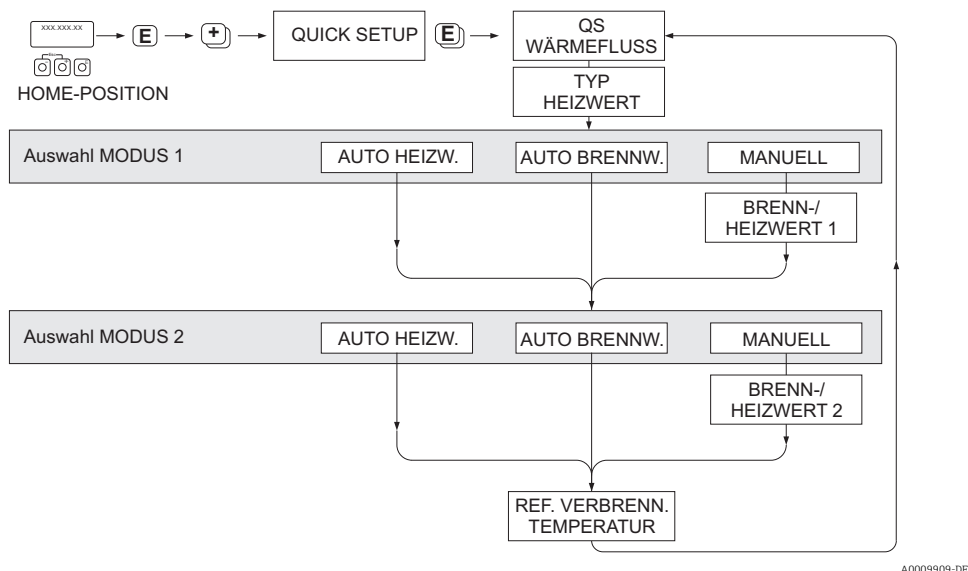 xxx.xxx.xx
Esc
- + E
E
+
QUICK SETUP
E
QS
WÄRMEFLUSS
HOME-POSITION
TYP
HEIZWERT
Auswahl MODUS 1
AUTO HEIZW.
AUTO BRENNW.
MANUELL
BRENN-/
HEIZWERT 1
Auswahl MODUS 2
AUTO HEIZW.
AUTO BRENNW.
MANUELL
BRENN-/
HEIZWERT 2
REF. VERBRENN.
TEMPERATUR
A0009909-DE